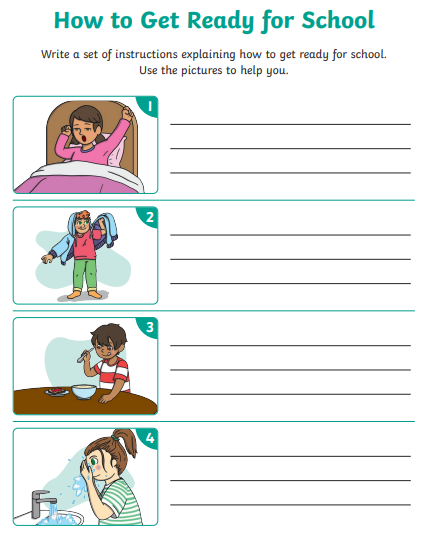 How to Get Ready for School
Write a set of instructions explaining how to get ready for school.
Use the pictures to help you.
1
2
3
4